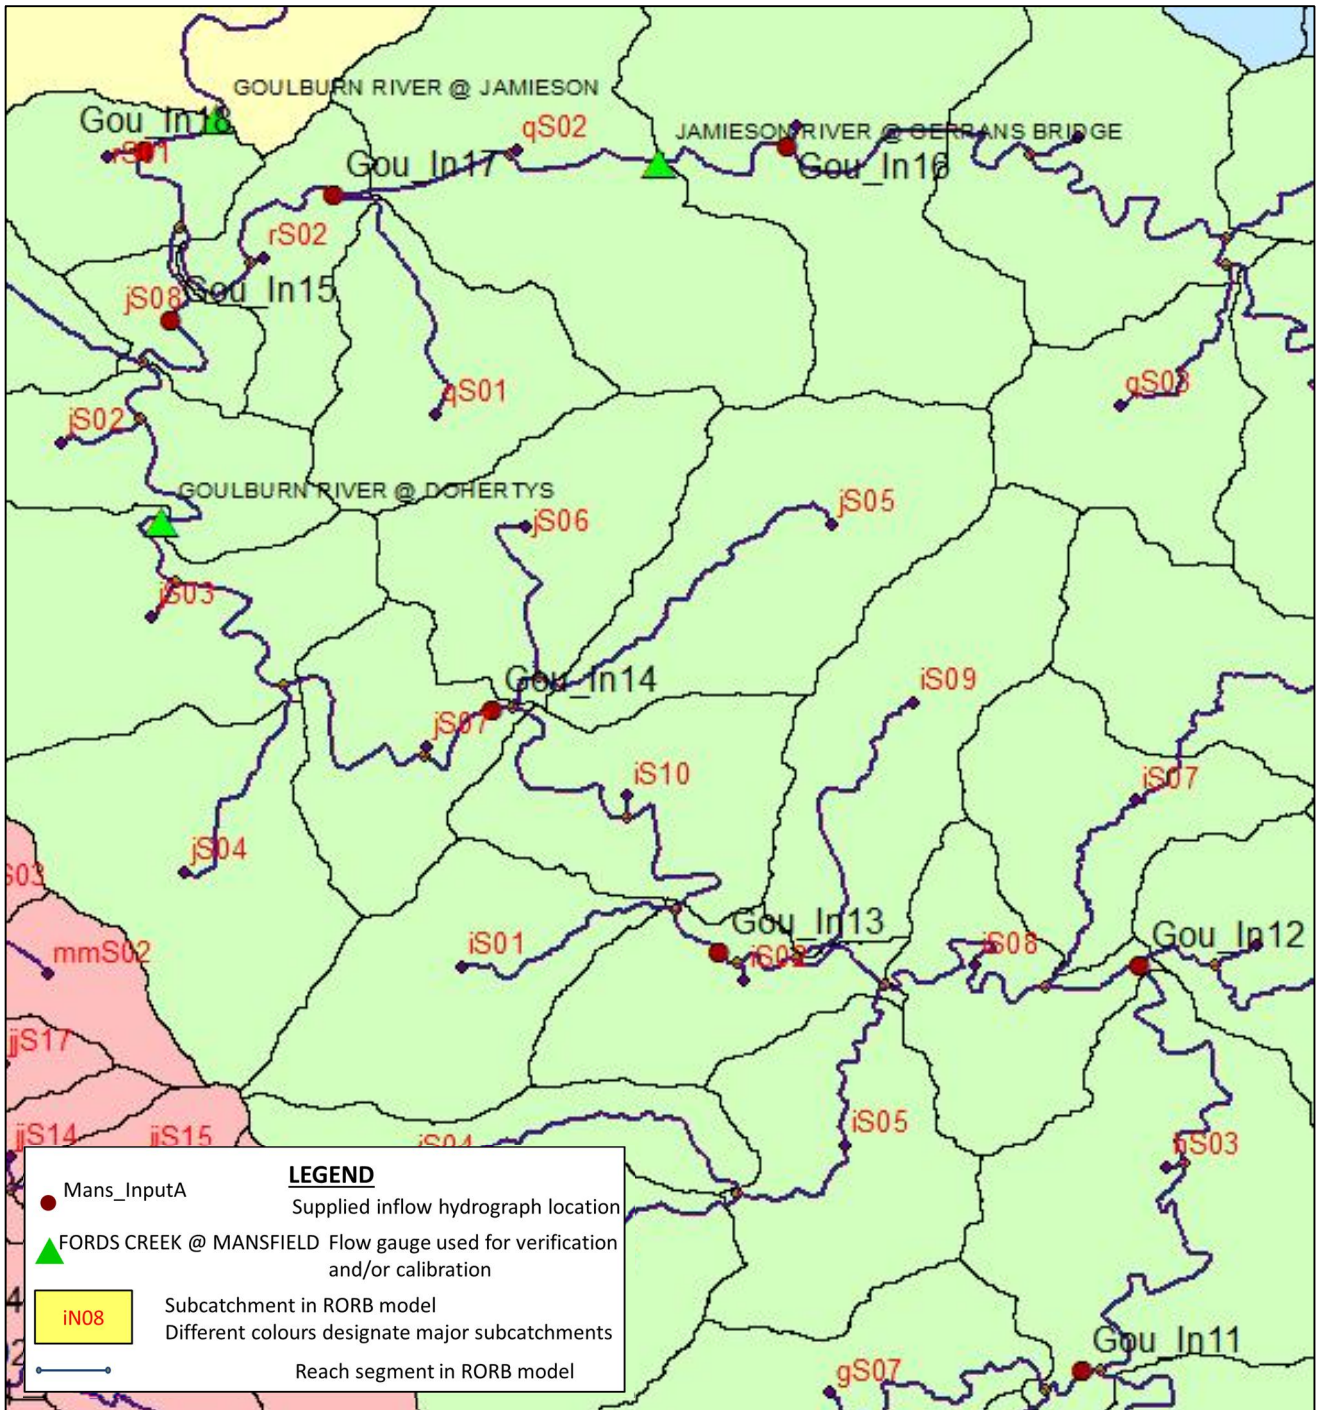 GOULBURN RIVER @ JAMIESON
Gou_In18
qS02
JAMIESON RIVER @ GERRANS BRIDGE
rS01
Gou_In17
Gou_In16
rS02
Gou_In15
jS08
qS03
qS01
jS02
GOULBURN RIVER @ DOHERTYS
jS05
jS06
jS03
Gou_In14
iS09
jS07
iS10
iS07
jS04
S03
Gou_In13
Gou_In12
iS01
iS08
mmS02
jjS17
iS05
jjS14
jjS15
iS04
hS03
LEGEND
Mans_InputA
Supplied inflow hydrograph location
FORDS CREEK @ MANSFIELD Flow gauge used for verification
and/or calibration
Subcatchment in RORB model
iN08
Different colours designate major subcatchments
Gou_In11
Reach segment in RORB model
gS07